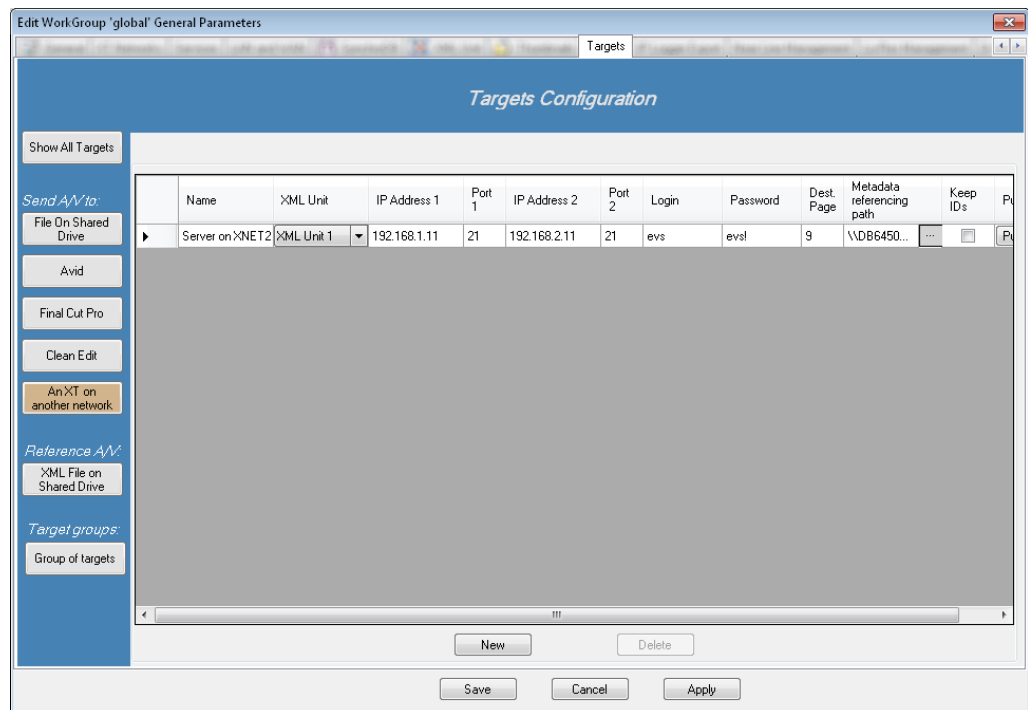 Edit WorkGroup 'global' General Parameters
Targets
Targets Configuration
Show All Targets
Send A/V to:
File On Shared
Drive
Avid
Final Cut Pro
Clean Edit
An XT on
another network
Reference A/V:
XML File on
Shared Drive
Target groups:
Group of targets
Name XML Unit IP Address 1 Port 1 IP Address 2 Port 2 Login Password Dest. Page Metadata referencing path Keep IDs
Server on XNET2 XML Unit 1 192.168.1.11 21 192.168.2.11 21 evs evs! 9 \\DB6450... ...
New Delete
Save Cancel Apply